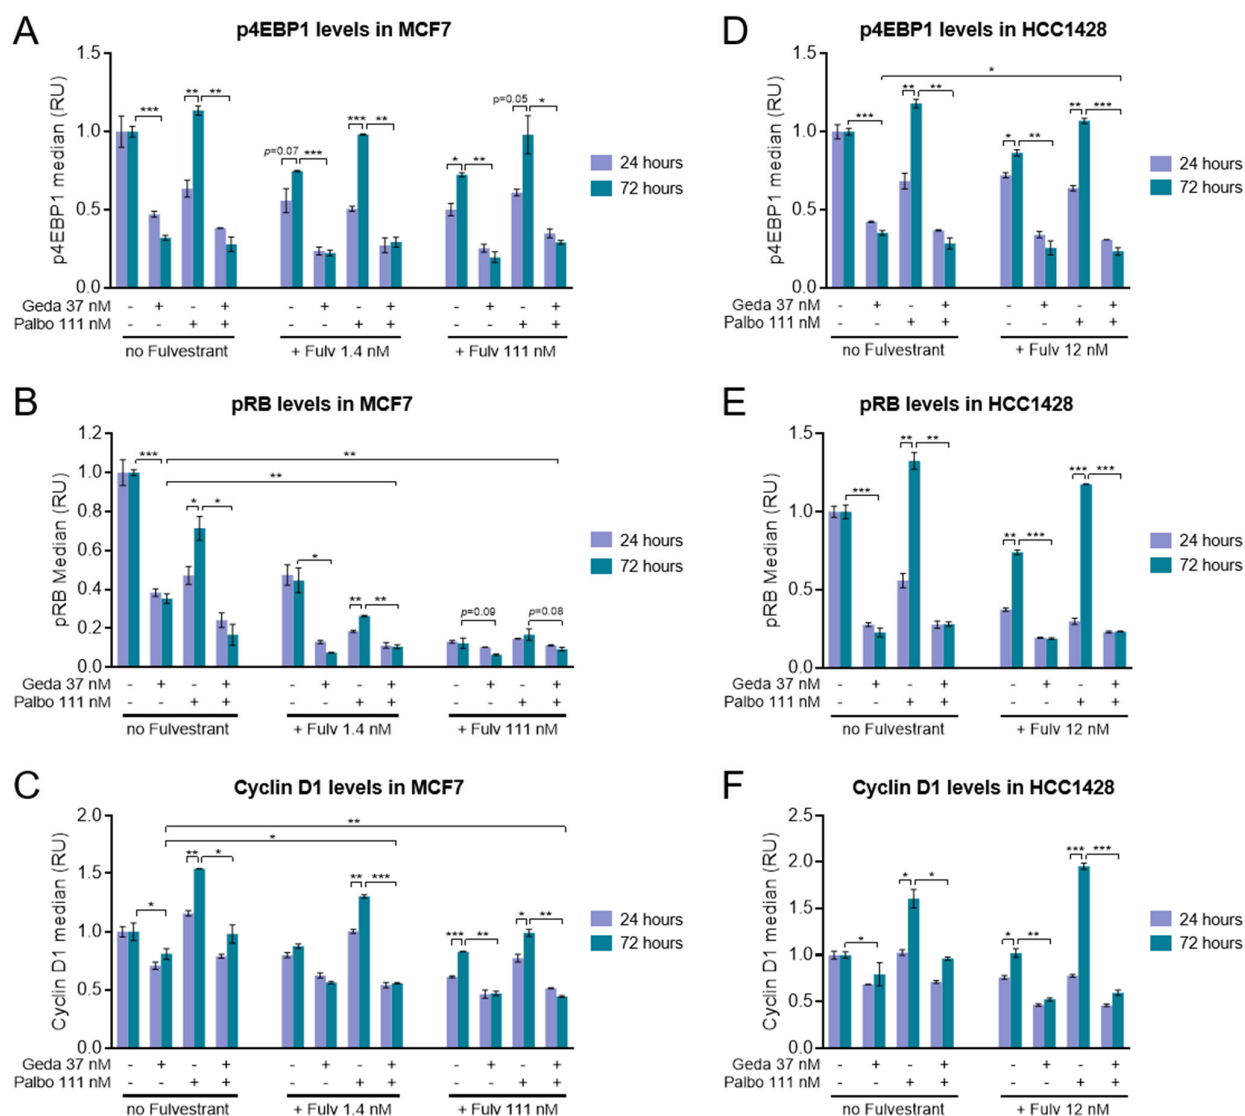 A
p4EBP1 levels in MCF7
p4EBP1 median (RU)
1.5
1.0
0.5
0.0
***
** **
p=0.07 ***
*** **
* **
p=0.05 *
24 hours
72 hours
Geda 37 nM - + - + - + - + - + - +
Palbo 111 nM - - + + - - + + - - + +
no Fulvestrant + Fulv 1.4 nM + Fulv 111 nM
D
p4EBP1 levels in HCC1428
p4EBP1 median (RU)
1.5
1.0
0.5
0.0
*
***
** **
* **
** ***
24 hours
72 hours
Geda 37 nM - + - + - + - +
Palbo 111 nM - - + + - - + +
no Fulvestrant + Fulv 12 nM
B
pRB levels in MCF7
pRB Median (RU)
1.2
1.0
0.8
0.6
0.4
0.2
0.0
*** **
**
* *
*
** **
p=0.09 p=0.08
24 hours
72 hours
Geda 37 nM - + - + - + - + - + - +
Palbo 111 nM - - + + - - + + - - + +
no Fulvestrant + Fulv 1.4 nM + Fulv 111 nM
E
pRB levels in HCC1428
pRB Median (RU)
1.5
1.0
0.5
0.0
***
** **
** ***
*** ***
24 hours
72 hours
Geda 37 nM - + - + - + - +
Palbo 111 nM - - + + - - + +
no Fulvestrant + Fulv 12 nM
C
Cyclin D1 levels in MCF7
Cyclin D1 median (RU)
2.0
1.5
1.0
0.5
0.0
**
*
*
** *
** ***
*** **
* **
24 hours
72 hours
Geda 37 nM - + - + - + - + - + - +
Palbo 111 nM - - + + - - + + - - + +
no Fulvestrant + Fulv 1.4 nM + Fulv 111 nM
F
Cyclin D1 levels in HCC1428
Cyclin D1 median (RU)
2.5
2.0
1.5
1.0
0.5
0.0
*
* *
* **
*** ***
24 hours
72 hours
Geda 37 nM - + - + - + - +
Palbo 111 nM - - + + - - + +
no Fulvestrant + Fulv 12 nM